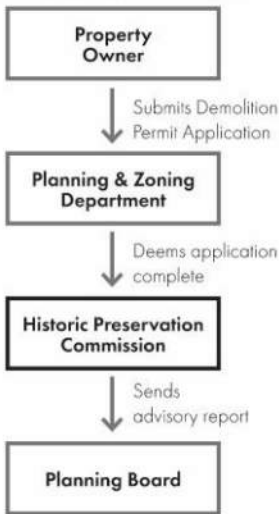 Property
Owner
Submits Demolition
Permit Application
Planning & Zoning
Department
Deems application
complete
Historic Preservation
Commission
Sends
advisory report
Planning Board